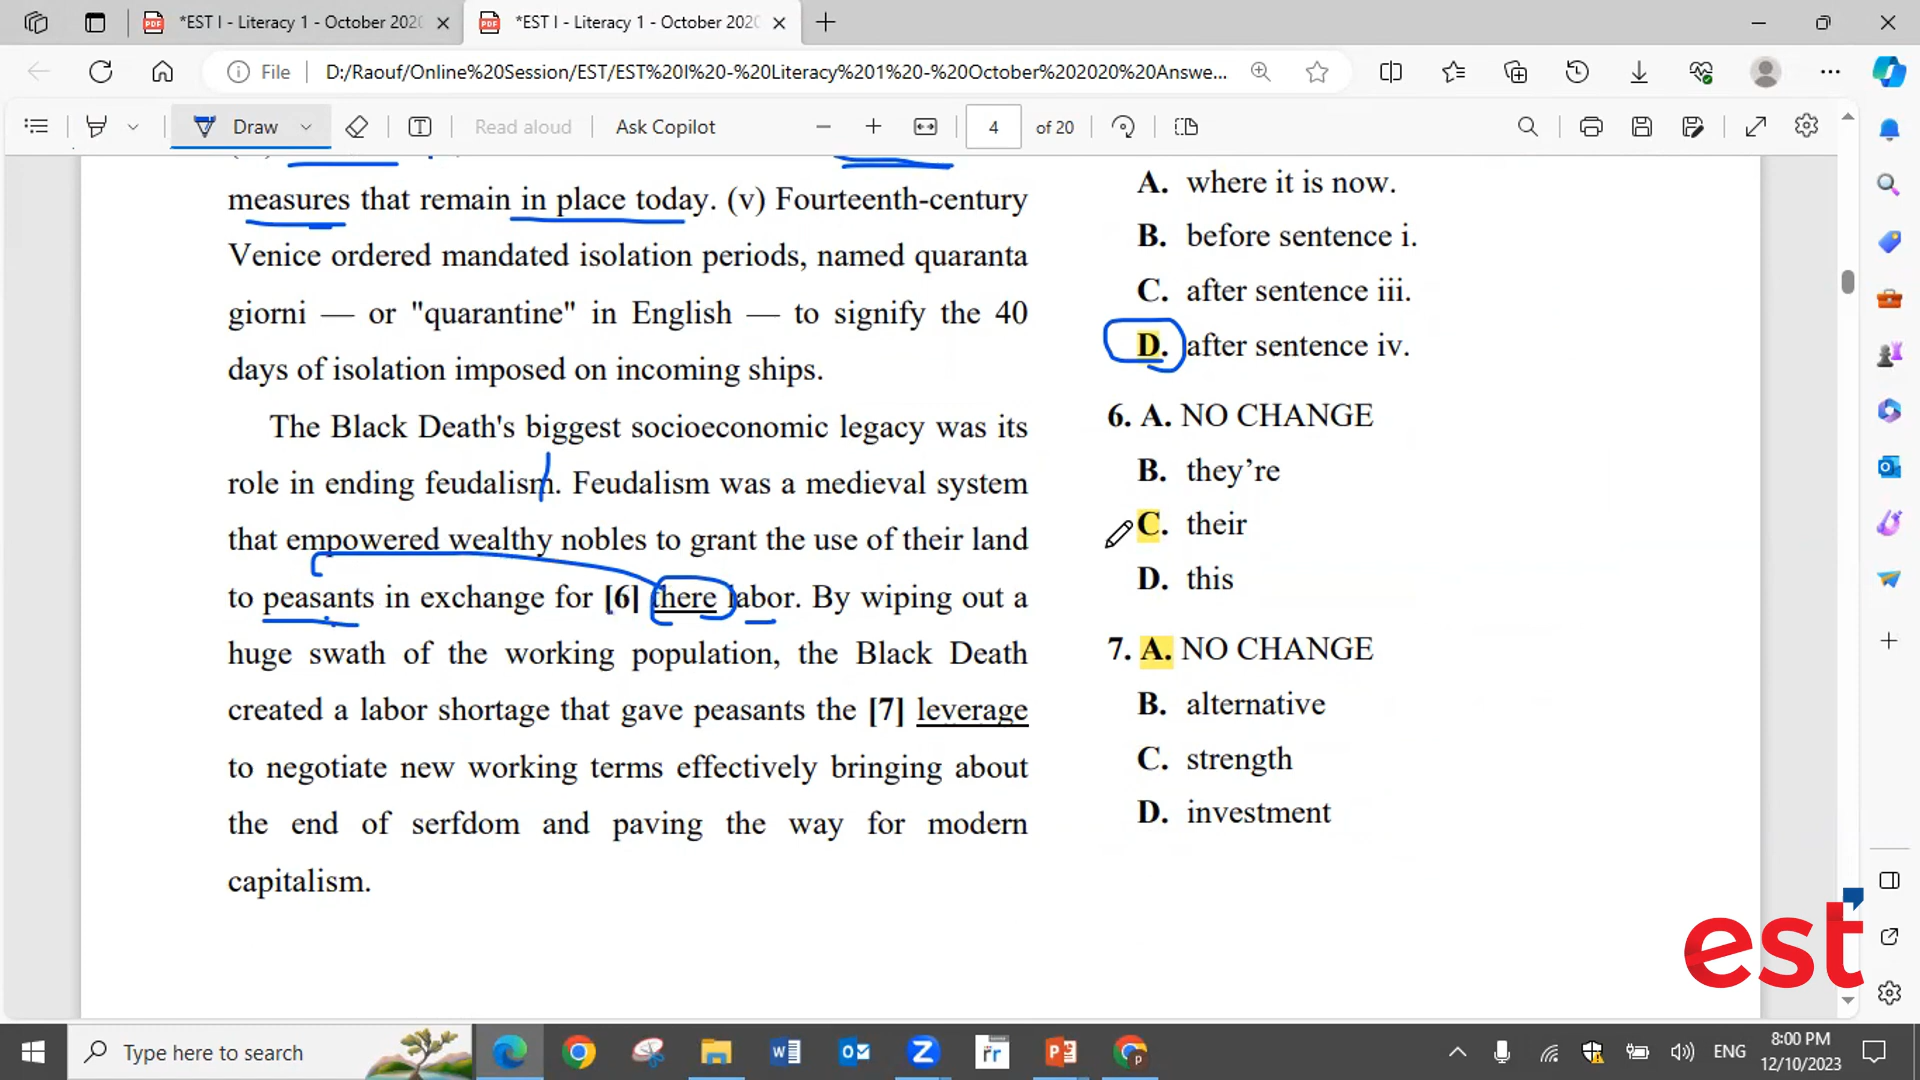 *EST I - Literacy 1 - October 202
*EST I - Literacy 1 - October 202
File
D:/Raouf/Online%20Session/EST/EST%20I%20-%20Literacy%201%20-%20October%202020%20Answe...
Draw
Read aloud
Ask Copilot
4
of 20
measures that remain in place today. (v) Fourteenth-century
Venice ordered mandated isolation periods, named quaranta
giorni — or "quarantine" in English — to signify the 40
days of isolation imposed on incoming ships.
The Black Death's biggest socioeconomic legacy was its
role in ending feudalism. Feudalism was a medieval system
that empowered wealthy nobles to grant the use of their land
to peasants in exchange for [6] there labor. By wiping out a
huge swath of the working population, the Black Death
created a labor shortage that gave peasants the [7] leverage
to negotiate new working terms effectively bringing about
the end of serfdom and paving the way for modern
capitalism.
A. where it is now.
B. before sentence i.
C. after sentence iii.
D. after sentence iv.
6. A. NO CHANGE
B. they’re
C. their
D. this
7. A. NO CHANGE
B. alternative
C. strength
D. investment
est
Type here to search
ENG
8:00 PM
12/10/2023